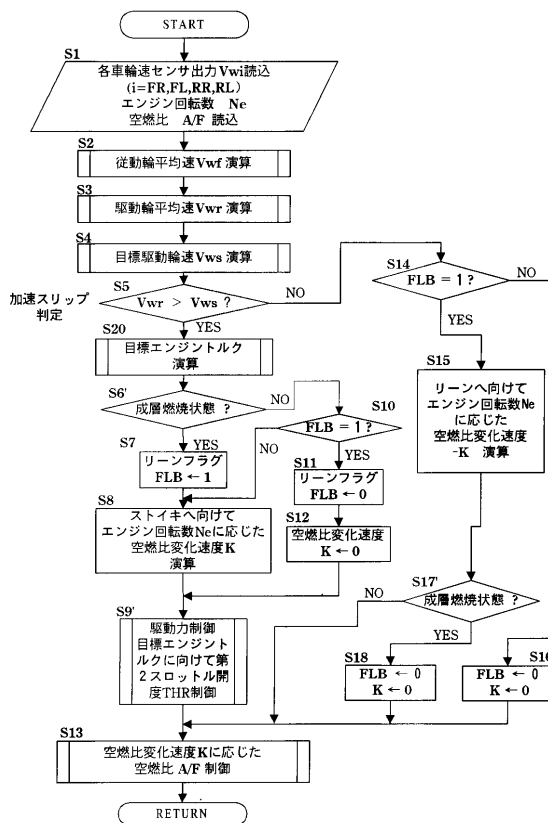 START
S1
各車輪速センサ出力Vwi読込
(i=FR,FL,RR,RL)
エンジン回転数 Ne
空燃比 A/F 読込
S2
従動輪平均速Vwf 演算
S3
駆動輪平均速Vwr 演算
S4
目標駆動輪速Vws 演算
S5
加速スリップ
判定
Vwr > Vws ?
NO
YES
S14
FLB = 1?
NO
YES
S20
目標エンジントルク
演算
S6'
成層燃焼状態 ?
NO
YES
S10
FLB = 1?
NO
YES
S15
リーンへ向けて
エンジン回転数Ne
に応じた
空燃比変化速度
-K 演算
S7
リーンフラグ
FLB ← 1
S11
リーンフラグ
FLB ← 0
S8
ストイキへ向けて
エンジン回転数Neに応じた
空燃比変化速度K
演算
S12
空燃比変化速度
K ← 0
S17'
成層燃焼状態 ?
NO
YES
S9'
駆動力制御
目標エンジント
ルクに向けて第
2スロットル開
度THR制御
S18
FLB ← 0
K ← 0
S16
FLB ← 0
K ← 0
S13
空燃比変化速度Kに応じた
空燃比 A/F 制御
RETURN